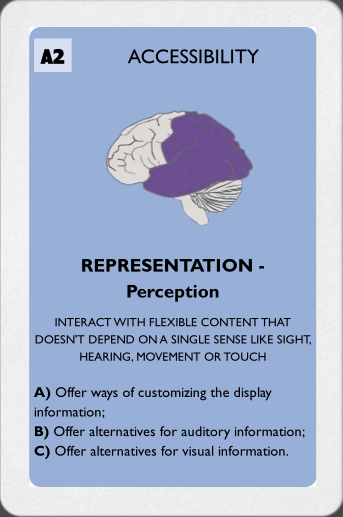 A2
ACCESSIBILITY
REPRESENTATION -
Perception
INTERACT WITH FLEXIBLE CONTENT THAT
DOESN'T DEPEND ON A SINGLE SENSE LIKE SIGHT,
HEARING, MOVEMENT OR TOUCH
A) Offer ways of customizing the display
information;
B) Offer alternatives for auditory information;
C) Offer alternatives for visual information.